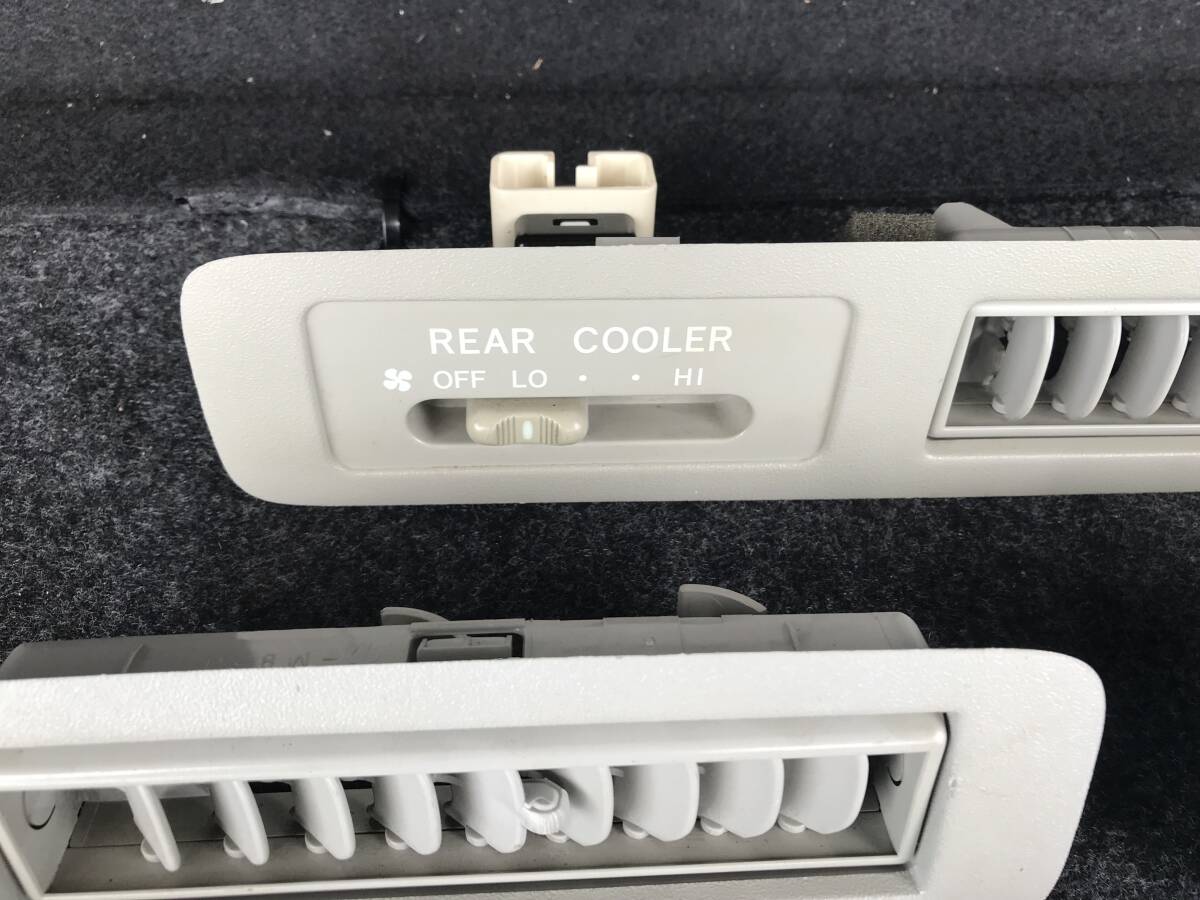 REAR COOLER
OFF LO · · HI